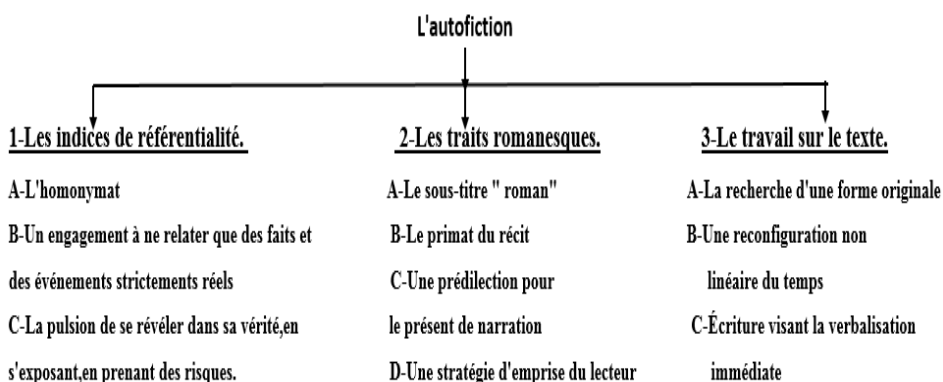 L'autofiction
1-Les indices de référentialité.
A-L'homonymat
B-Un engagement à ne relater que des faits et
des événements strictements réels
C-La pulsion de se révéler dans sa vérité,en
s'exposant,en prenant des risques.
2-Les traits romanesques.
A-Le sous-titre " roman"
B-Le primat du récit
C-Une prédilection pour
le présent de narration
D-Une stratégie d'emprise du lecteur
3-Le travail sur le texte.
A-La recherche d'une forme originale
B-Une reconfiguration non
linéaire du temps
C-Écriture visant la verbalisation
immédiate